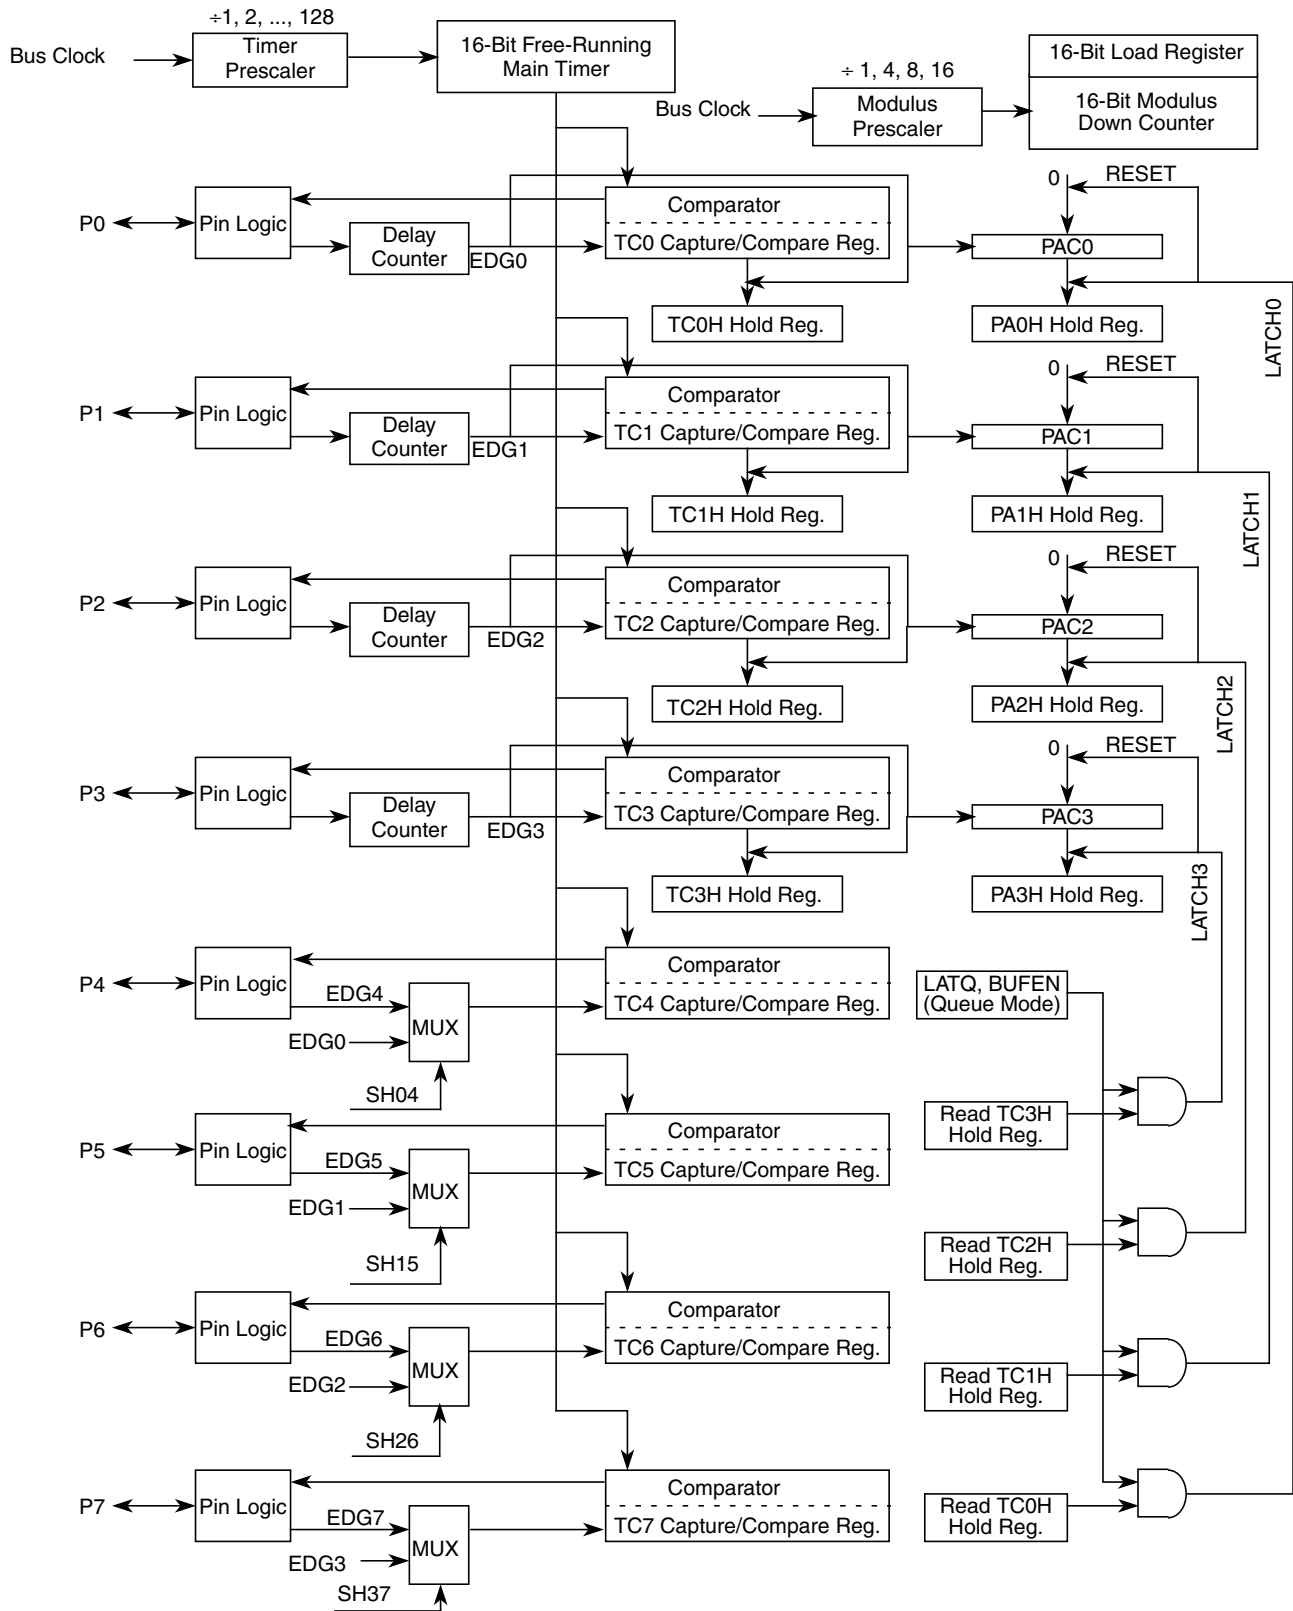 ÷1, 2, ..., 128
Bus Clock
Timer
Prescaler
16-Bit Free-Running
Main Timer
÷ 1, 4, 8, 16
Bus Clock
Modulus
Prescaler
16-Bit Load Register
16-Bit Modulus
Down Counter
P0
Pin Logic
Delay
Counter
EDG0
Comparator
TC0 Capture/Compare Reg.
TC0H Hold Reg.
0
RESET
PAC0
PA0H Hold Reg.
LATCH0
P1
Pin Logic
Delay
Counter
EDG1
Comparator
TC1 Capture/Compare Reg.
TC1H Hold Reg.
0
RESET
PAC1
PA1H Hold Reg.
LATCH1
P2
Pin Logic
Delay
Counter
EDG2
Comparator
TC2 Capture/Compare Reg.
TC2H Hold Reg.
0
RESET
PAC2
PA2H Hold Reg.
LATCH2
P3
Pin Logic
Delay
Counter
EDG3
Comparator
TC3 Capture/Compare Reg.
TC3H Hold Reg.
0
RESET
PAC3
PA3H Hold Reg.
LATCH3
P4
Pin Logic
EDG4
EDG0
MUX
SH04
Comparator
TC4 Capture/Compare Reg.
LATQ, BUFEN
(Queue Mode)
P5
Pin Logic
EDG5
EDG1
MUX
SH15
Comparator
TC5 Capture/Compare Reg.
Read TC3H
Hold Reg.
Read TC2H
Hold Reg.
P6
Pin Logic
EDG6
EDG2
MUX
SH26
Comparator
TC6 Capture/Compare Reg.
Read TC1H
Hold Reg.
P7
Pin Logic
EDG7
EDG3
MUX
SH37
Comparator
TC7 Capture/Compare Reg.
Read TC0H
Hold Reg.